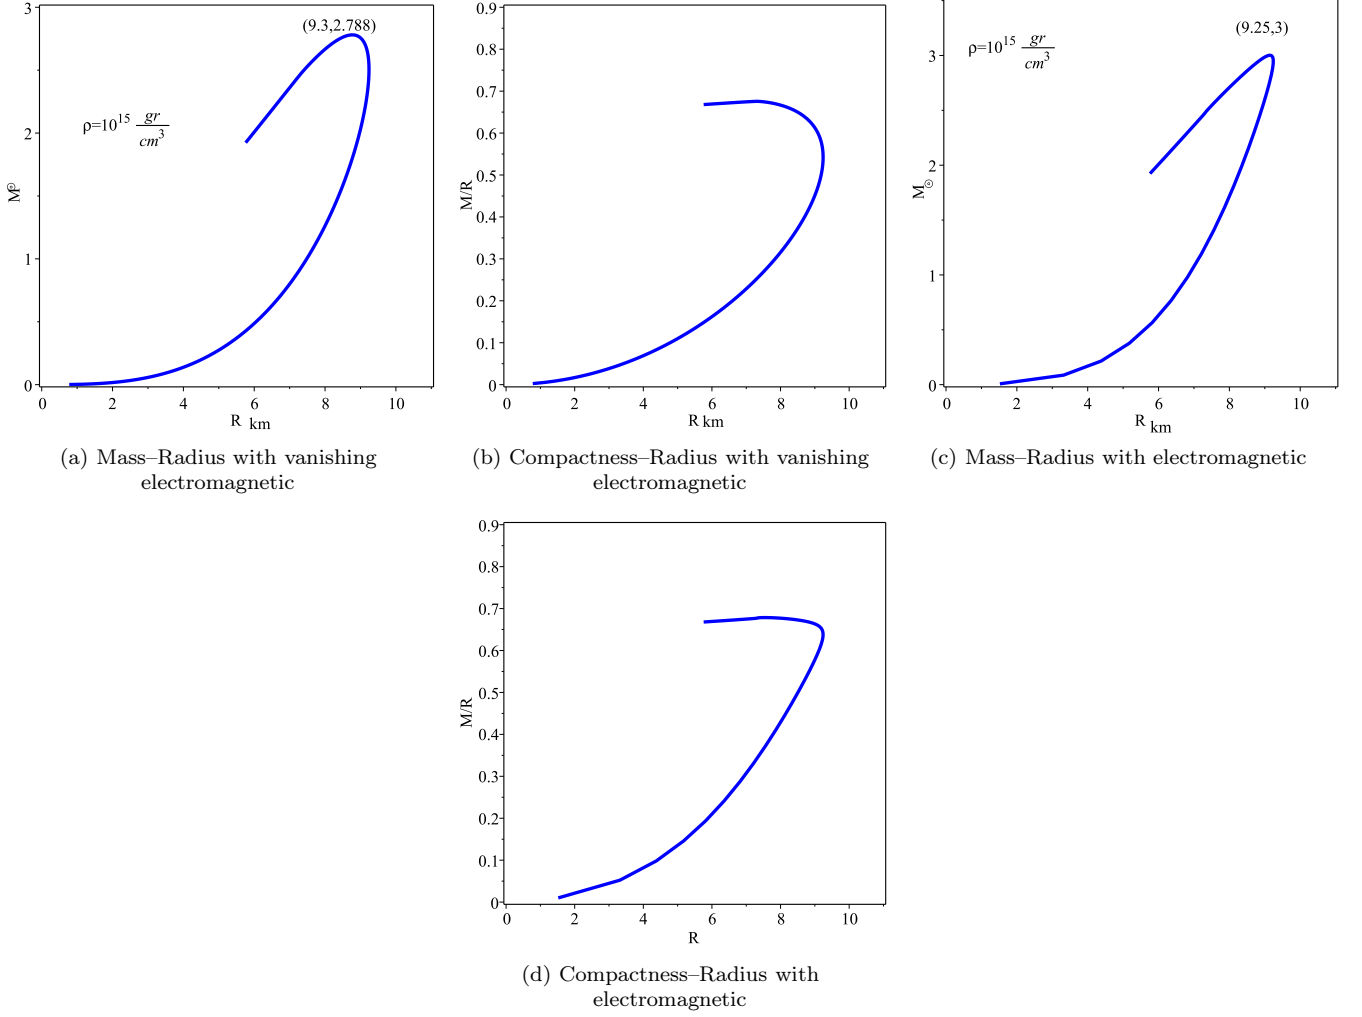 3
2
1
0
M⊙
(9.3,2.788)
ρ=10^15 gr/cm^3
0 2 4 6 8 10
R km
(a) Mass–Radius with vanishing
electromagnetic
0.9
0.8
0.7
0.6
0.5
0.4
0.3
0.2
0.1
0
M/R
0 2 4 6 8 10
R km
(b) Compactness–Radius with vanishing
electromagnetic
3
2
1
0
M⊙
(9.25,3)
ρ=10^15 gr/cm^3
0 2 4 6 8 10
R km
(c) Mass–Radius with electromagnetic
0.9
0.8
0.7
0.6
0.5
0.4
0.3
0.2
0.1
0
M/R
0 2 4 6 8 10
R
(d) Compactness–Radius with
electromagnetic